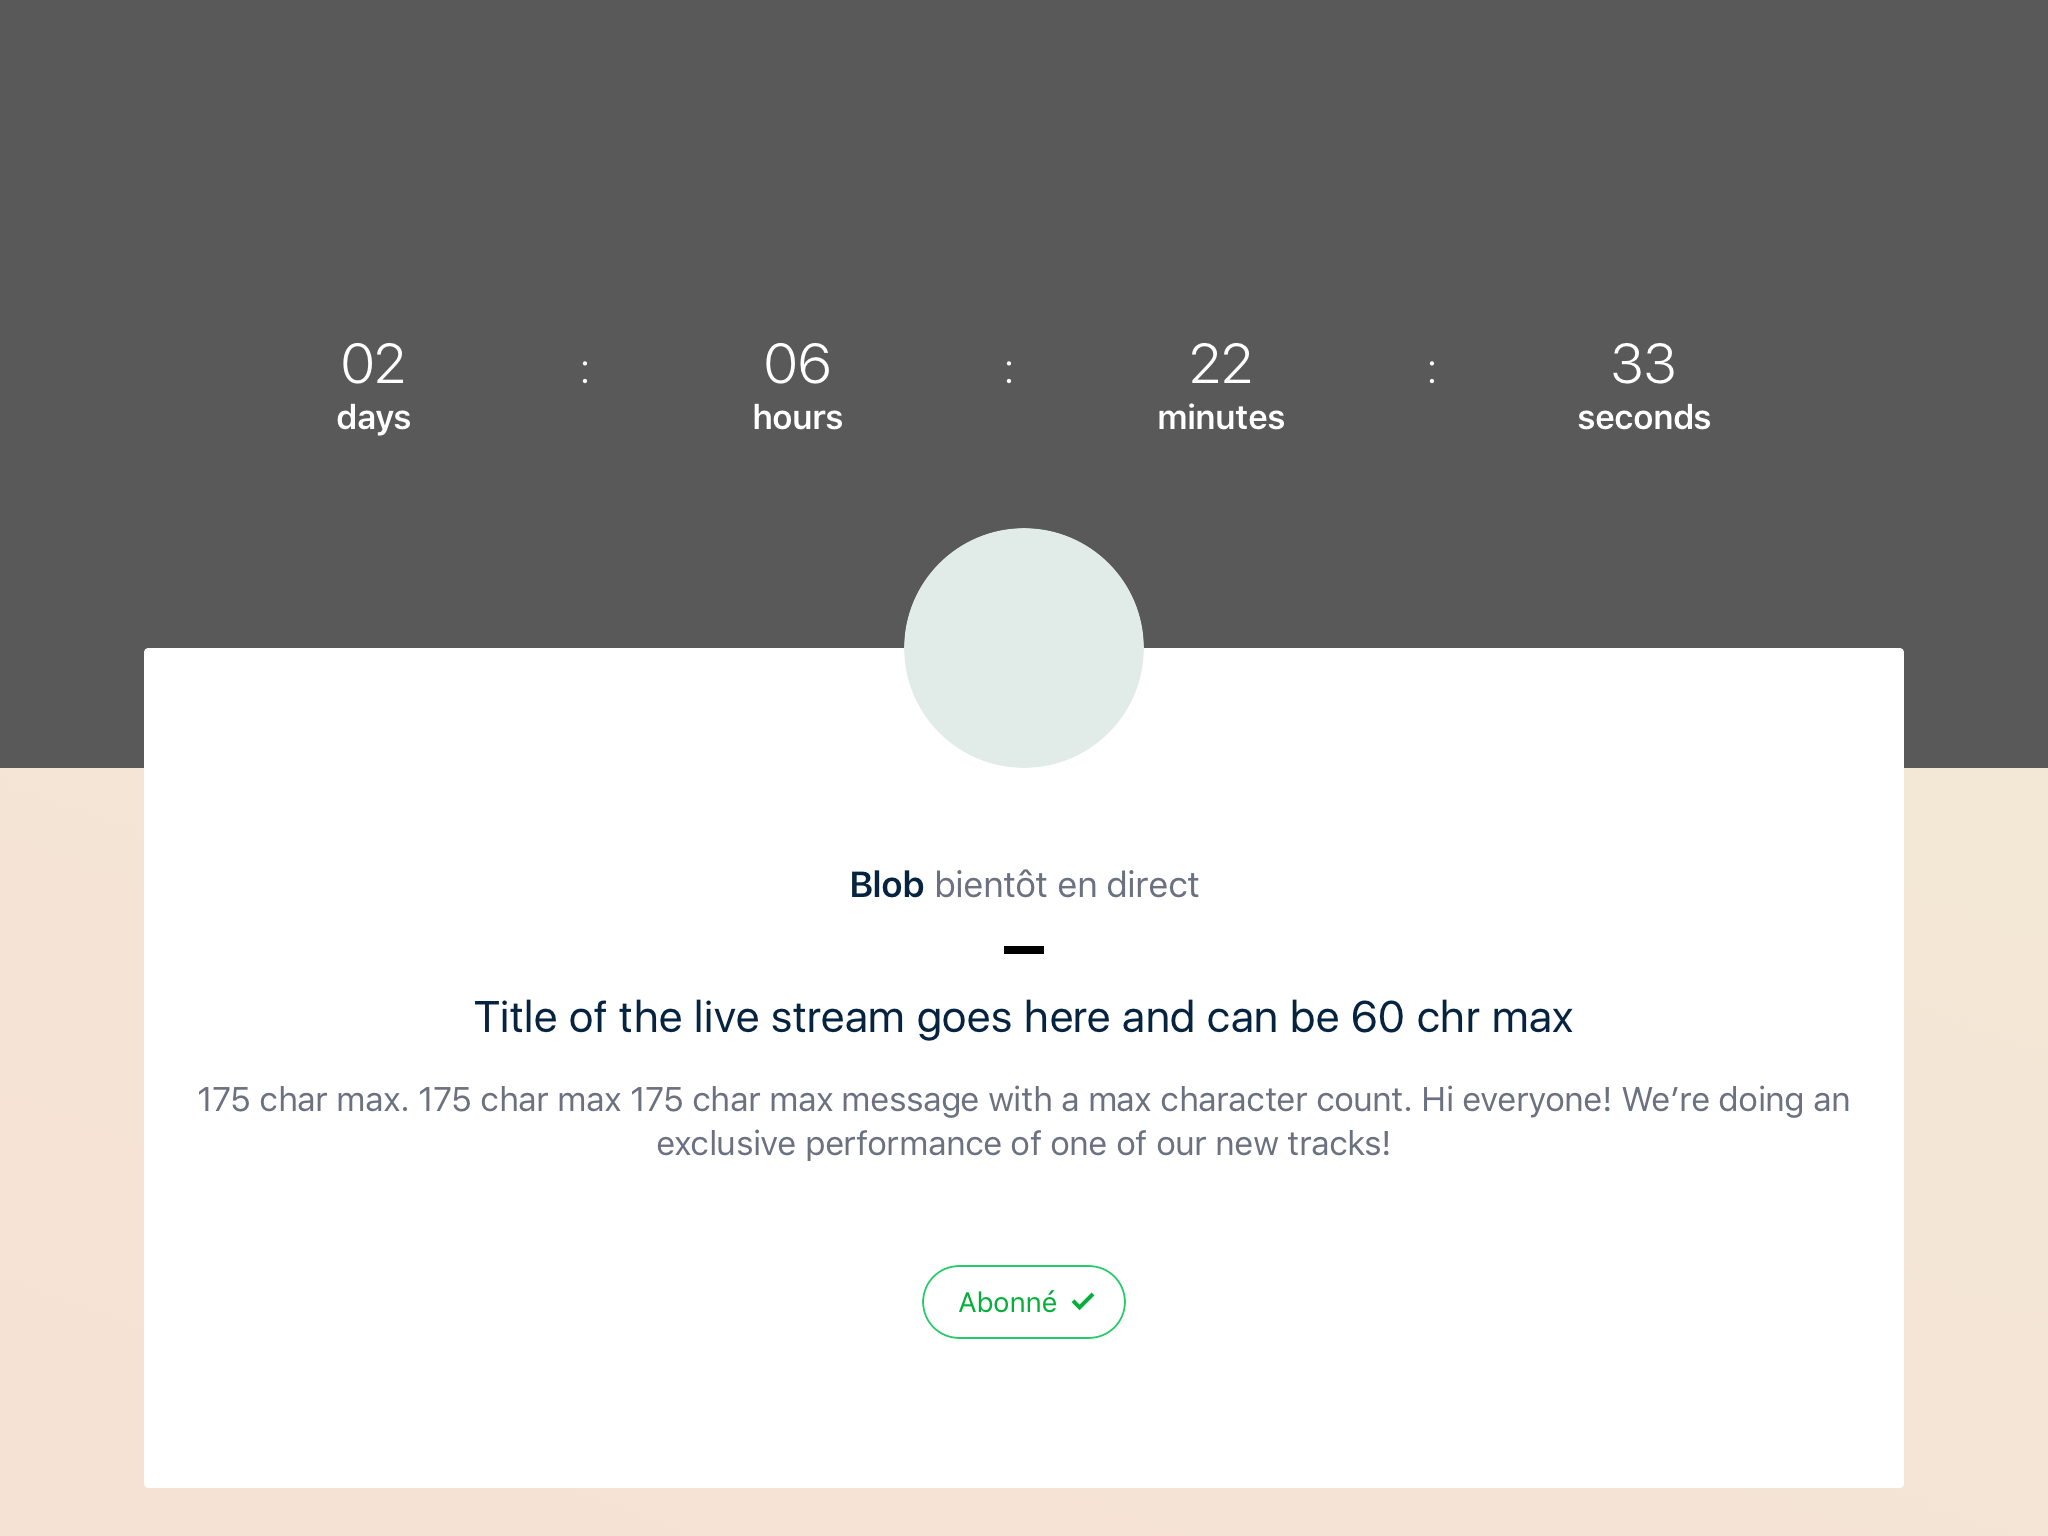 02 : 06 : 22 : 33
days hours minutes seconds
Blob bientôt en direct
Title of the live stream goes here and can be 60 chr max
175 char max. 175 char max 175 char max message with a max character count. Hi everyone! We’re doing an
exclusive performance of one of our new tracks!
Abonné